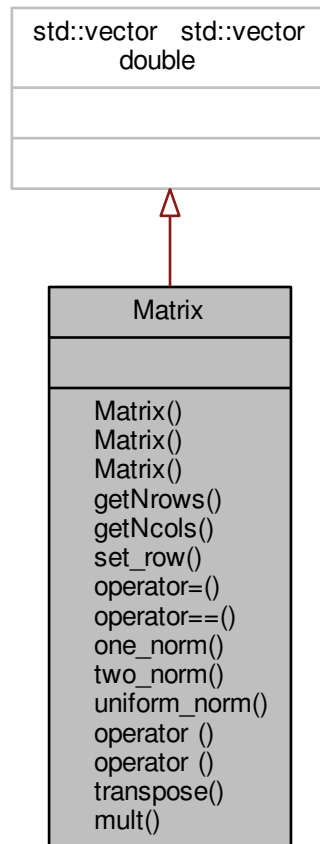 std::vector std::vector
double
Matrix
Matrix()
Matrix()
Matrix()
getNrows()
getNcols()
set_row()
operator=()
operator==()
one_norm()
two_norm()
uniform_norm()
operator ()
operator ()
transpose()
mult()